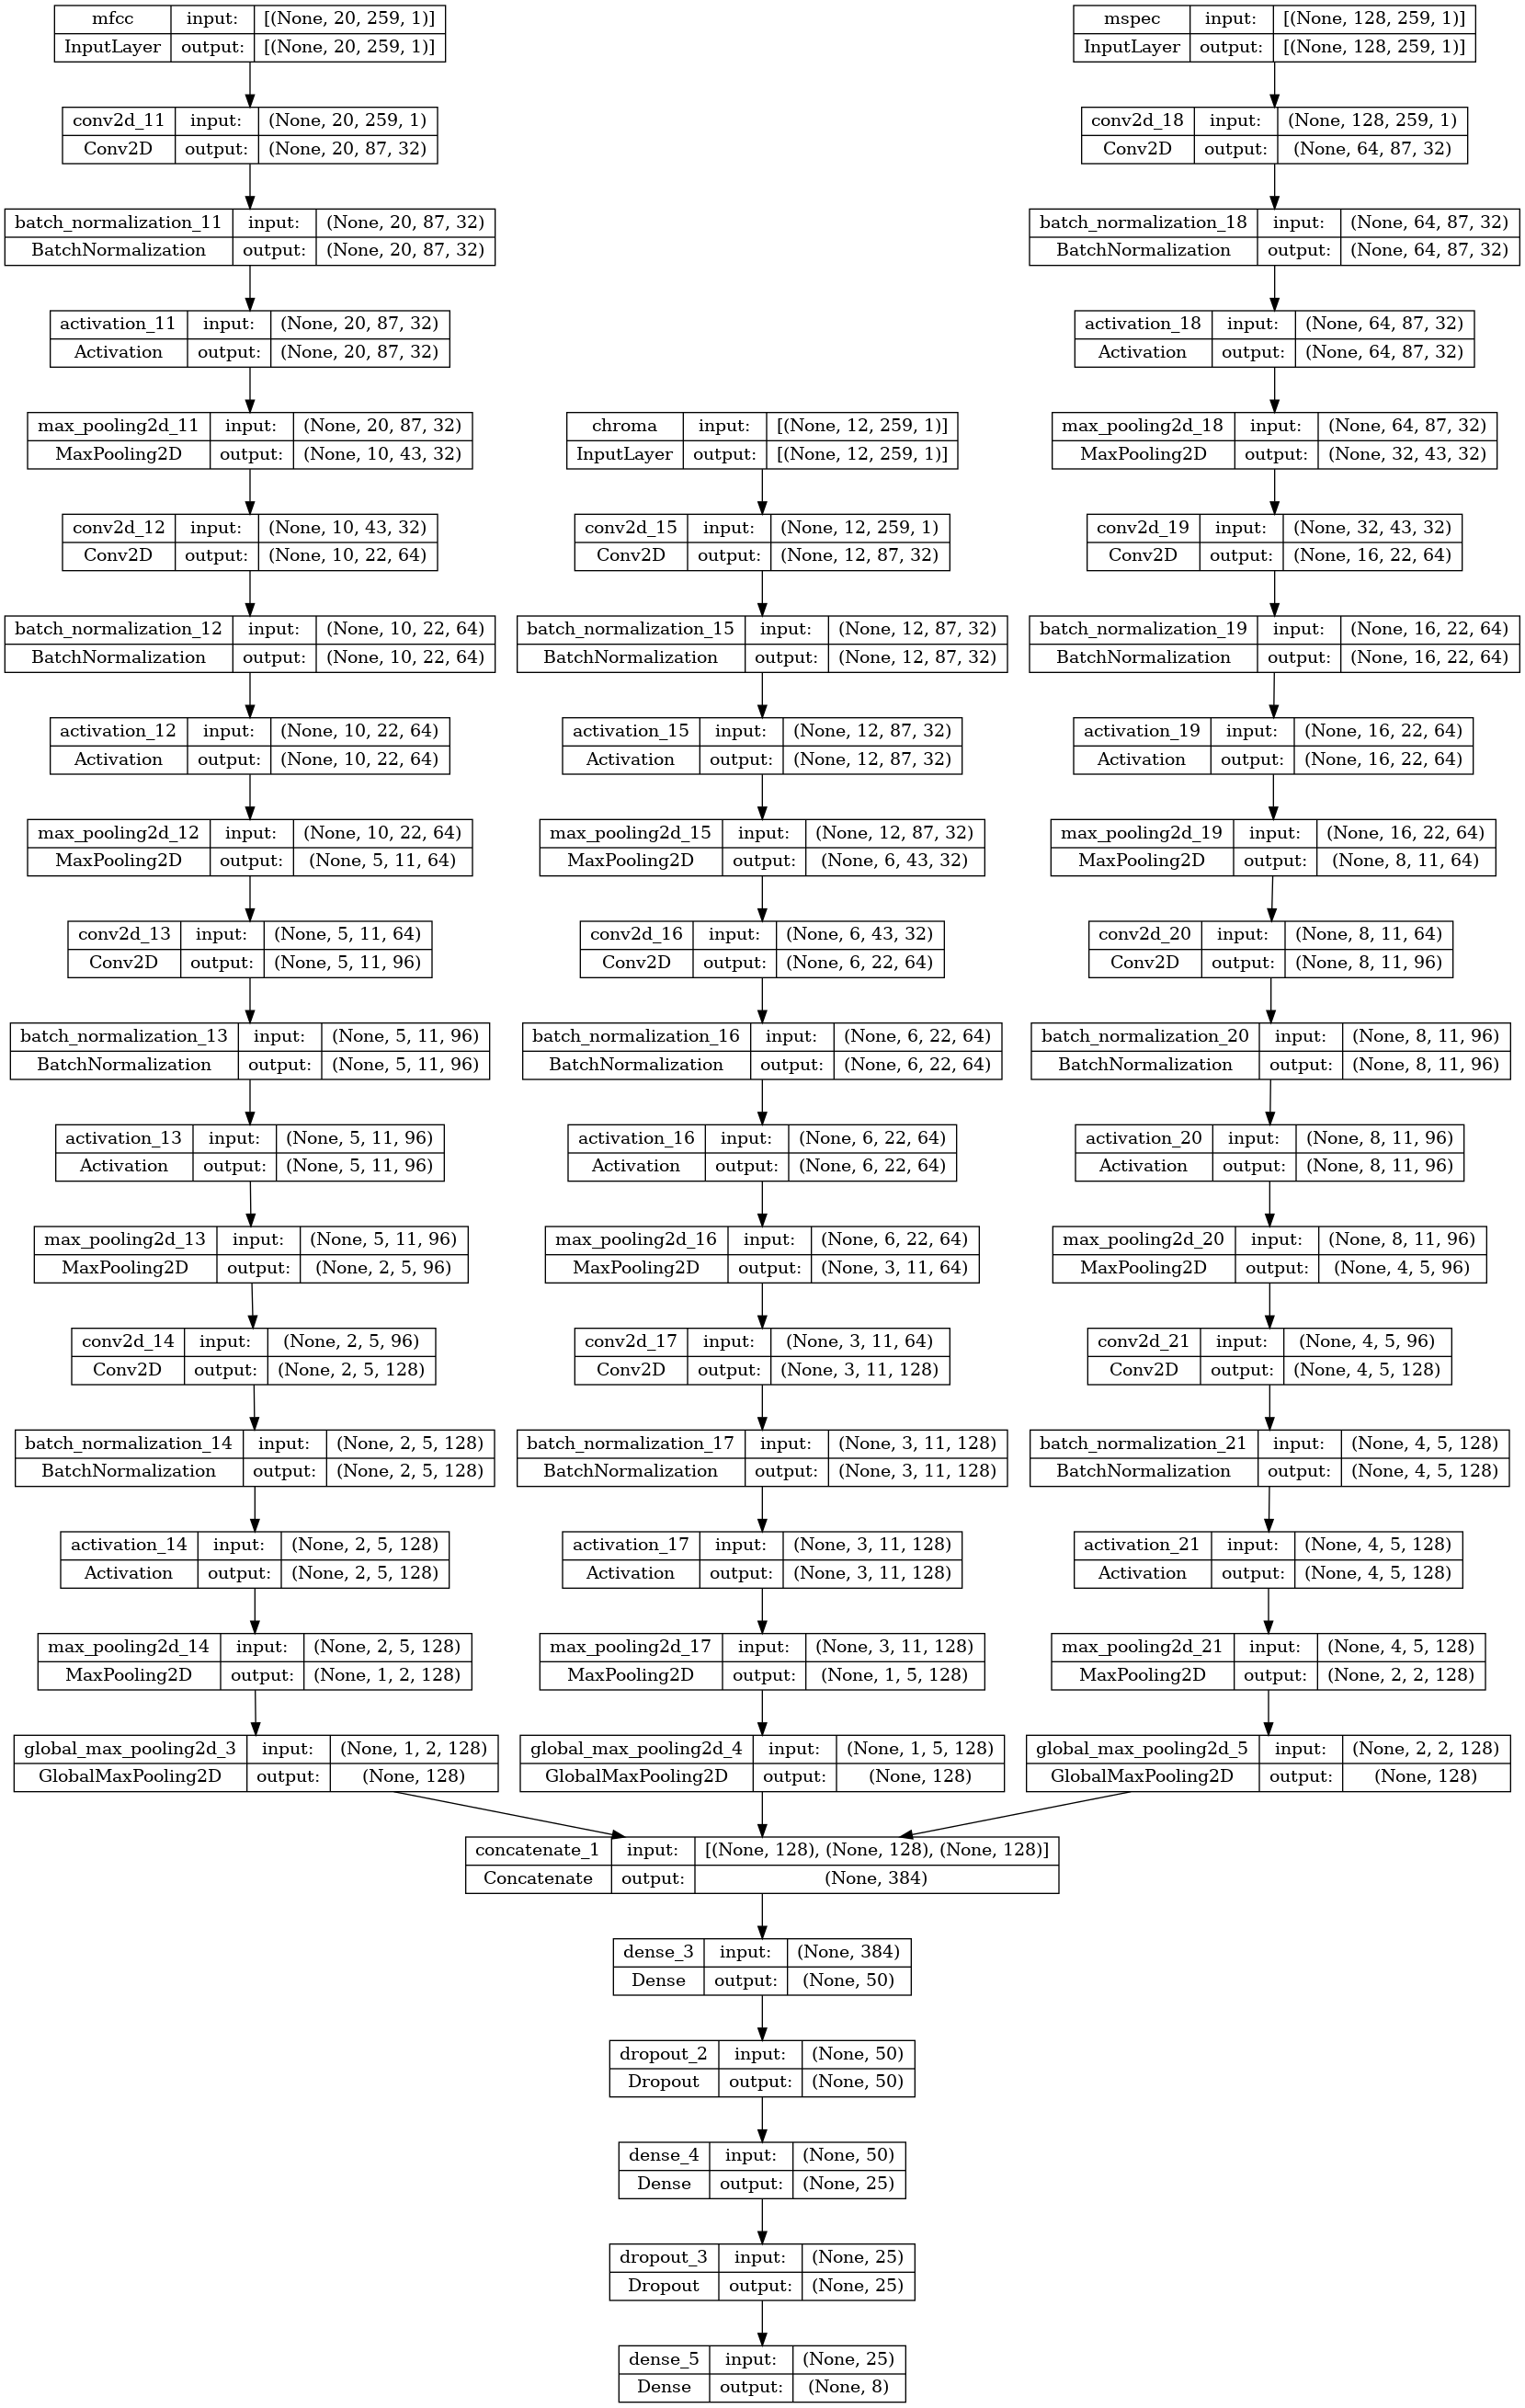 mfcc input: [(None, 20, 259, 1)]
InputLayer output: [(None, 20, 259, 1)]
conv2d_11 input: (None, 20, 259, 1)
Conv2D output: (None, 20, 87, 32)
batch_normalization_11 input: (None, 20, 87, 32)
BatchNormalization output: (None, 20, 87, 32)
activation_11 input: (None, 20, 87, 32)
Activation output: (None, 20, 87, 32)
max_pooling2d_11 input: (None, 20, 87, 32)
MaxPooling2D output: (None, 10, 43, 32)
conv2d_12 input: (None, 10, 43, 32)
Conv2D output: (None, 10, 22, 64)
batch_normalization_12 input: (None, 10, 22, 64)
BatchNormalization output: (None, 10, 22, 64)
activation_12 input: (None, 10, 22, 64)
Activation output: (None, 10, 22, 64)
max_pooling2d_12 input: (None, 10, 22, 64)
MaxPooling2D output: (None, 5, 11, 64)
conv2d_13 input: (None, 5, 11, 64)
Conv2D output: (None, 5, 11, 96)
batch_normalization_13 input: (None, 5, 11, 96)
BatchNormalization output: (None, 5, 11, 96)
activation_13 input: (None, 5, 11, 96)
Activation output: (None, 5, 11, 96)
max_pooling2d_13 input: (None, 5, 11, 96)
MaxPooling2D output: (None, 2, 5, 96)
conv2d_14 input: (None, 2, 5, 96)
Conv2D output: (None, 2, 5, 128)
batch_normalization_14 input: (None, 2, 5, 128)
BatchNormalization output: (None, 2, 5, 128)
activation_14 input: (None, 2, 5, 128)
Activation output: (None, 2, 5, 128)
max_pooling2d_14 input: (None, 2, 5, 128)
MaxPooling2D output: (None, 1, 2, 128)
global_max_pooling2d_3 input: (None, 1, 2, 128)
GlobalMaxPooling2D output: (None, 128)
chroma input: [(None, 12, 259, 1)]
InputLayer output: [(None, 12, 259, 1)]
conv2d_15 input: (None, 12, 259, 1)
Conv2D output: (None, 12, 87, 32)
batch_normalization_15 input: (None, 12, 87, 32)
BatchNormalization output: (None, 12, 87, 32)
activation_15 input: (None, 12, 87, 32)
Activation output: (None, 12, 87, 32)
max_pooling2d_15 input: (None, 12, 87, 32)
MaxPooling2D output: (None, 6, 43, 32)
conv2d_16 input: (None, 6, 43, 32)
Conv2D output: (None, 6, 22, 64)
batch_normalization_16 input: (None, 6, 22, 64)
BatchNormalization output: (None, 6, 22, 64)
activation_16 input: (None, 6, 22, 64)
Activation output: (None, 6, 22, 64)
max_pooling2d_16 input: (None, 6, 22, 64)
MaxPooling2D output: (None, 3, 11, 64)
conv2d_17 input: (None, 3, 11, 64)
Conv2D output: (None, 3, 11, 128)
batch_normalization_17 input: (None, 3, 11, 128)
BatchNormalization output: (None, 3, 11, 128)
activation_17 input: (None, 3, 11, 128)
Activation output: (None, 3, 11, 128)
max_pooling2d_17 input: (None, 3, 11, 128)
MaxPooling2D output: (None, 1, 5, 128)
global_max_pooling2d_4 input: (None, 1, 5, 128)
GlobalMaxPooling2D output: (None, 128)
mspec input: [(None, 128, 259, 1)]
InputLayer output: [(None, 128, 259, 1)]
conv2d_18 input: (None, 128, 259, 1)
Conv2D output: (None, 64, 87, 32)
batch_normalization_18 input: (None, 64, 87, 32)
BatchNormalization output: (None, 64, 87, 32)
activation_18 input: (None, 64, 87, 32)
Activation output: (None, 64, 87, 32)
max_pooling2d_18 input: (None, 64, 87, 32)
MaxPooling2D output: (None, 32, 43, 32)
conv2d_19 input: (None, 32, 43, 32)
Conv2D output: (None, 16, 22, 64)
batch_normalization_19 input: (None, 16, 22, 64)
BatchNormalization output: (None, 16, 22, 64)
activation_19 input: (None, 16, 22, 64)
Activation output: (None, 16, 22, 64)
max_pooling2d_19 input: (None, 16, 22, 64)
MaxPooling2D output: (None, 8, 11, 64)
conv2d_20 input: (None, 8, 11, 64)
Conv2D output: (None, 8, 11, 96)
batch_normalization_20 input: (None, 8, 11, 96)
BatchNormalization output: (None, 8, 11, 96)
activation_20 input: (None, 8, 11, 96)
Activation output: (None, 8, 11, 96)
max_pooling2d_20 input: (None, 8, 11, 96)
MaxPooling2D output: (None, 4, 5, 96)
conv2d_21 input: (None, 4, 5, 96)
Conv2D output: (None, 4, 5, 128)
batch_normalization_21 input: (None, 4, 5, 128)
BatchNormalization output: (None, 4, 5, 128)
activation_21 input: (None, 4, 5, 128)
Activation output: (None, 4, 5, 128)
max_pooling2d_21 input: (None, 4, 5, 128)
MaxPooling2D output: (None, 2, 2, 128)
global_max_pooling2d_5 input: (None, 2, 2, 128)
GlobalMaxPooling2D output: (None, 128)
concatenate_1 input: [(None, 128), (None, 128), (None, 128)]
Concatenate output: (None, 384)
dense_3 input: (None, 384)
Dense output: (None, 50)
dropout_2 input: (None, 50)
Dropout output: (None, 50)
dense_4 input: (None, 50)
Dense output: (None, 25)
dropout_3 input: (None, 25)
Dropout output: (None, 25)
dense_5 input: (None, 25)
Dense output: (None, 8)